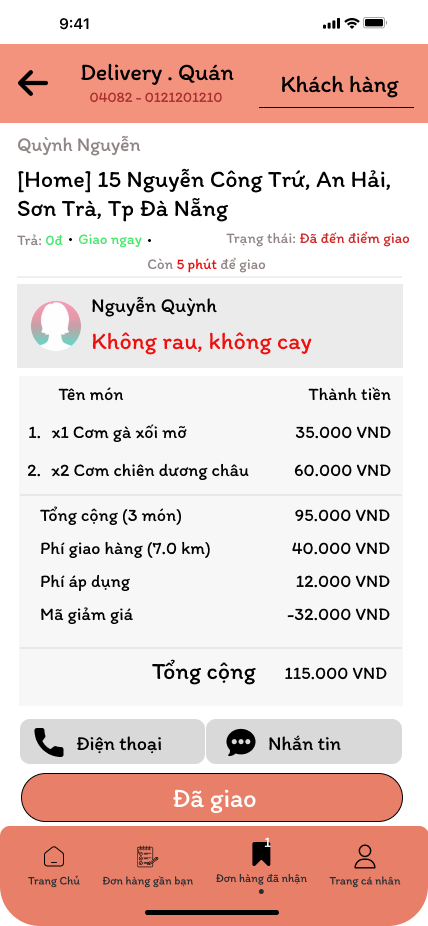 9:41
Delivery . Quán
04082 - 0121201210
Khách hàng
Quỳnh Nguyễn
[Home] 15 Nguyễn Công Trứ, An Hải,
Sơn Trà, Tp Đà Nẵng
Trả: 0đ • Giao ngay •
Trạng thái: Đã đến điểm giao
Còn 5 phút để giao
Nguyễn Quỳnh
Không rau, không cay
Tên món Thành tiền
1. x1 Cơm gà xối mỡ 35.000 VND
2. x2 Cơm chiên dương châu 60.000 VND
Tổng cộng (3 món) 95.000 VND
Phí giao hàng (7.0 km) 40.000 VND
Phí áp dụng 12.000 VND
Mã giảm giá -32.000 VND
Tổng cộng 115.000 VND
Điện thoại
Nhắn tin
Đã giao
1
Trang Chủ
Đơn hàng gần bạn
Đơn hàng đã nhận
Trang cá nhân